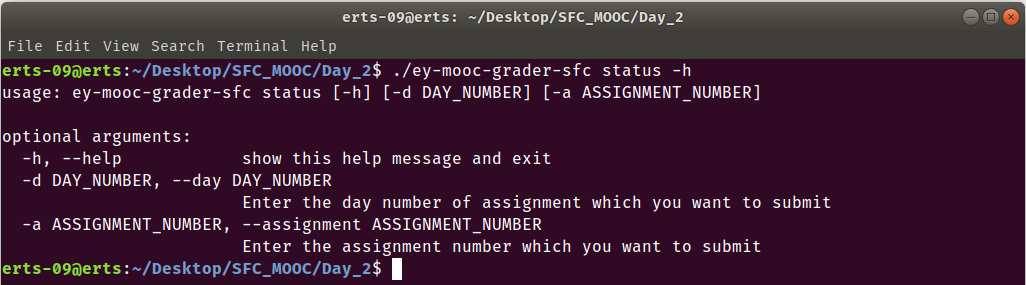 erts-09@erts: ~/Desktop/SFC_MOOC/Day_2
File Edit View Search Terminal Help
erts-09@erts:~/Desktop/SFC_MOOC/Day_2$ ./ey-mooc-grader-sfc status -h
usage: ey-mooc-grader-sfc status [-h] [-d DAY_NUMBER] [-a ASSIGNMENT_NUMBER]
optional arguments:
-h, --help show this help message and exit
-d DAY_NUMBER, --day DAY_NUMBER
Enter the day number of assignment which you want to submit
-a ASSIGNMENT_NUMBER, --assignment ASSIGNMENT_NUMBER
Enter the assignment number which you want to submit
erts-09@erts:~/Desktop/SFC_MOOC/Day_2$